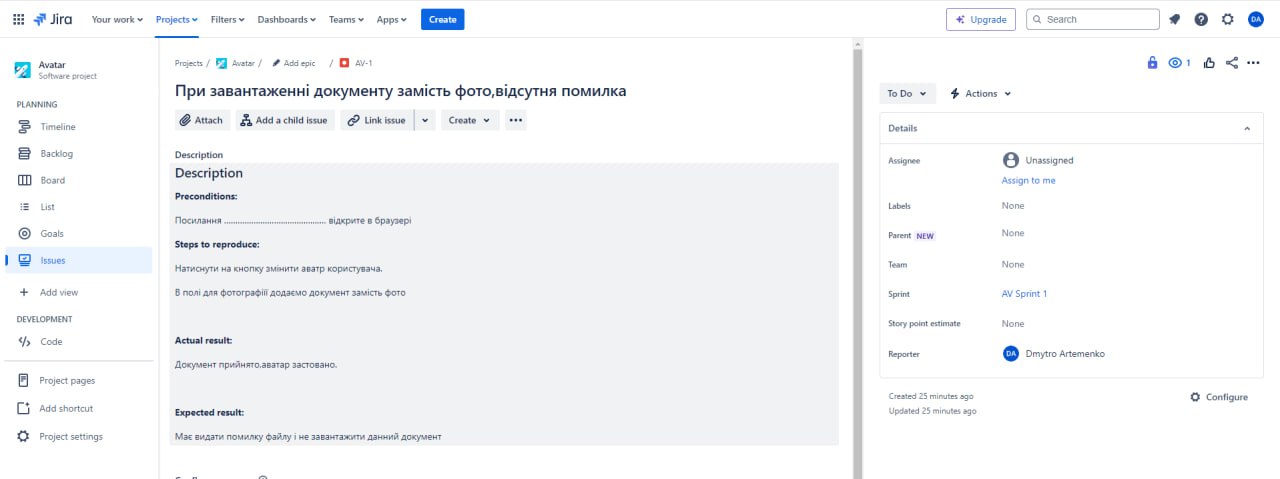 Jira Your work Projects Filters Dashboards Teams Apps Create Upgrade Search DA
Avatar
Software project
PLANNING
Timeline
Backlog
Board
List
Goals
Issues
Add view
DEVELOPMENT
Code
Project pages
Add shortcut
Project settings
Projects / Avatar / Add epic / AV-1
При завантаженні документу замість фото,відсутня помилка
Attach Add a child issue Link issue Create
Description
Description
Preconditions:
Посилання ............................................. відкрите в браузері
Steps to reproduce:
Натиснути на кнопку змінити аватр користувача.
В полі для фотографіїї додаємо документ замість фото
Actual result:
Документ прийнято,аватар застовано.
Expected result:
Має видати помилку файлу і не завантажити данний документ
1
To Do Actions
Details
Assignee Unassigned
Assign to me
Labels None
Parent NEW None
Team None
Sprint AV Sprint 1
Story point estimate None
Reporter DA Dmytro Artemenko
Created 25 minutes ago
Updated 25 minutes ago
Configure